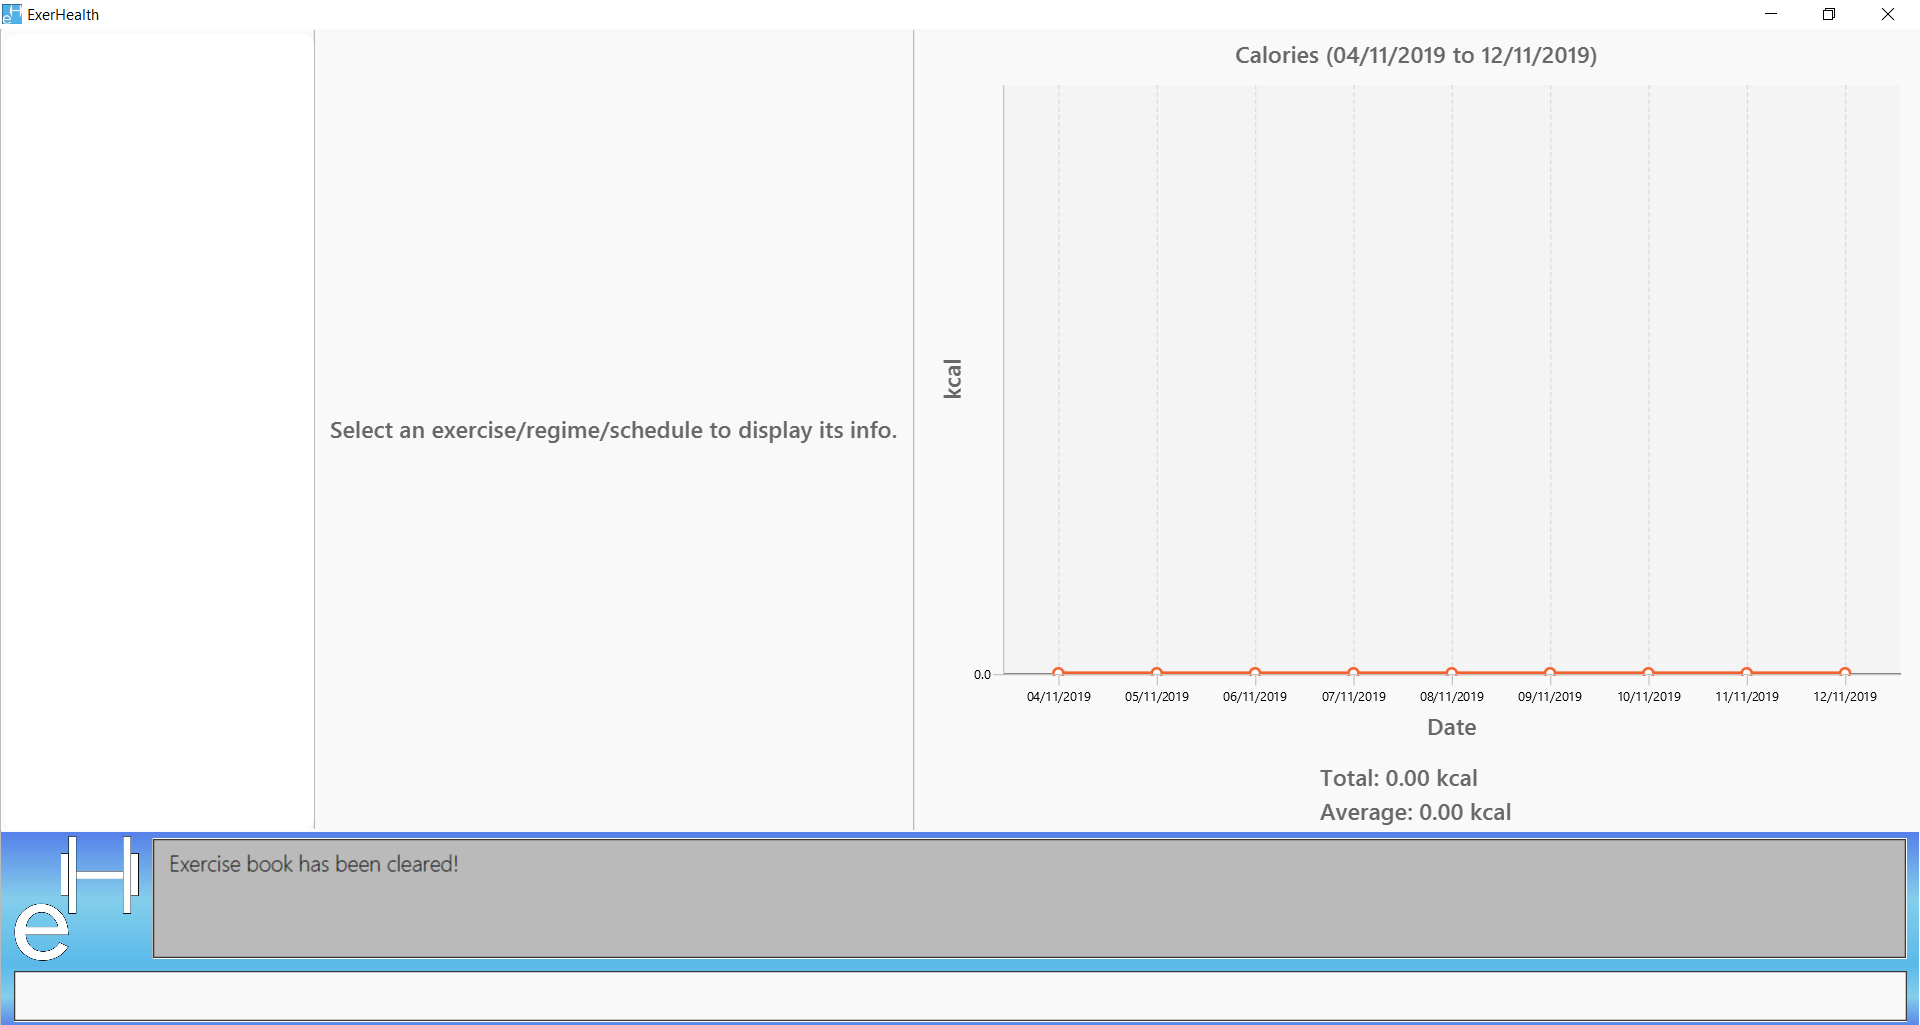 eH ExerHealth
Select an exercise/regime/schedule to display its info.
Calories (04/11/2019 to 12/11/2019)
kcal
0.0
04/11/2019 05/11/2019 06/11/2019 07/11/2019 08/11/2019 09/11/2019 10/11/2019 11/11/2019 12/11/2019
Date
Total: 0.00 kcal
Average: 0.00 kcal
eH
Exercise book has been cleared!